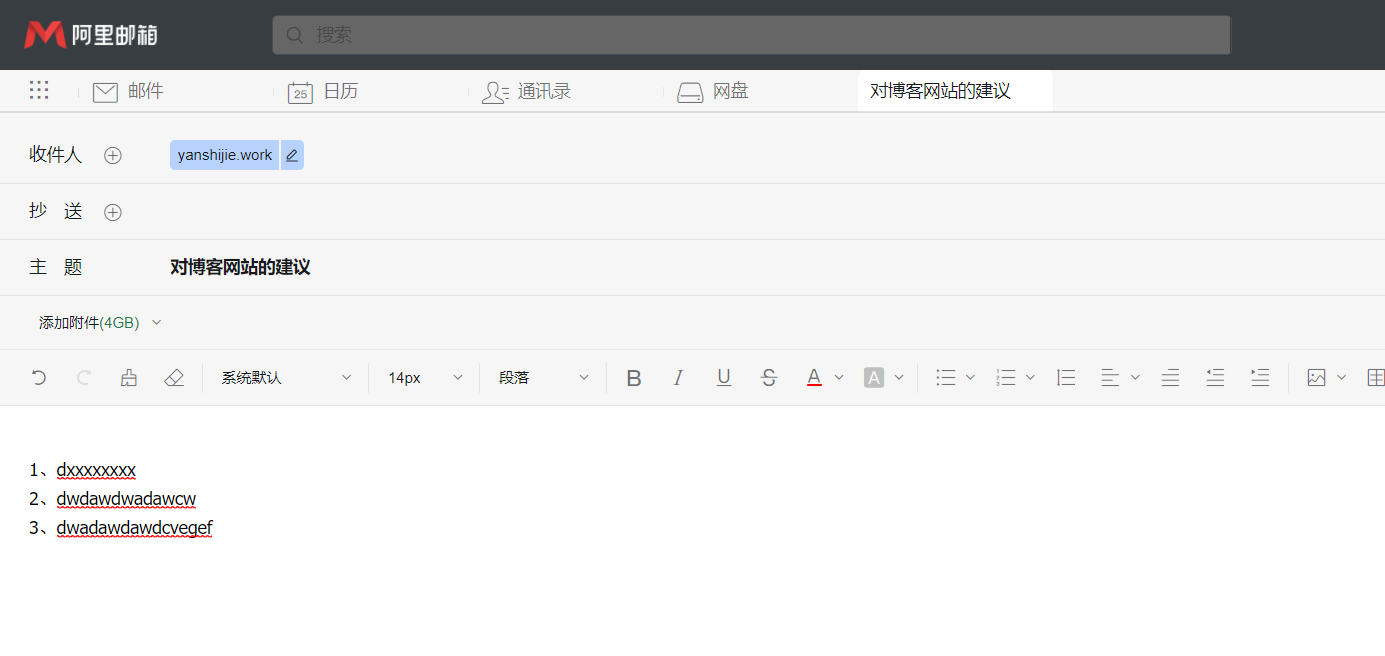 阿里邮箱 搜索
邮件 25 日历 通讯录 网盘 对博客网站的建议
收件人 yanshijie.work
抄 送
主 题 对博客网站的建议
添加附件(4GB)
系统默认 14px 段落 B I U S A A
1、dxxxxxxxx
2、dwdawdwadawcw
3、dwadawdawdcvegef